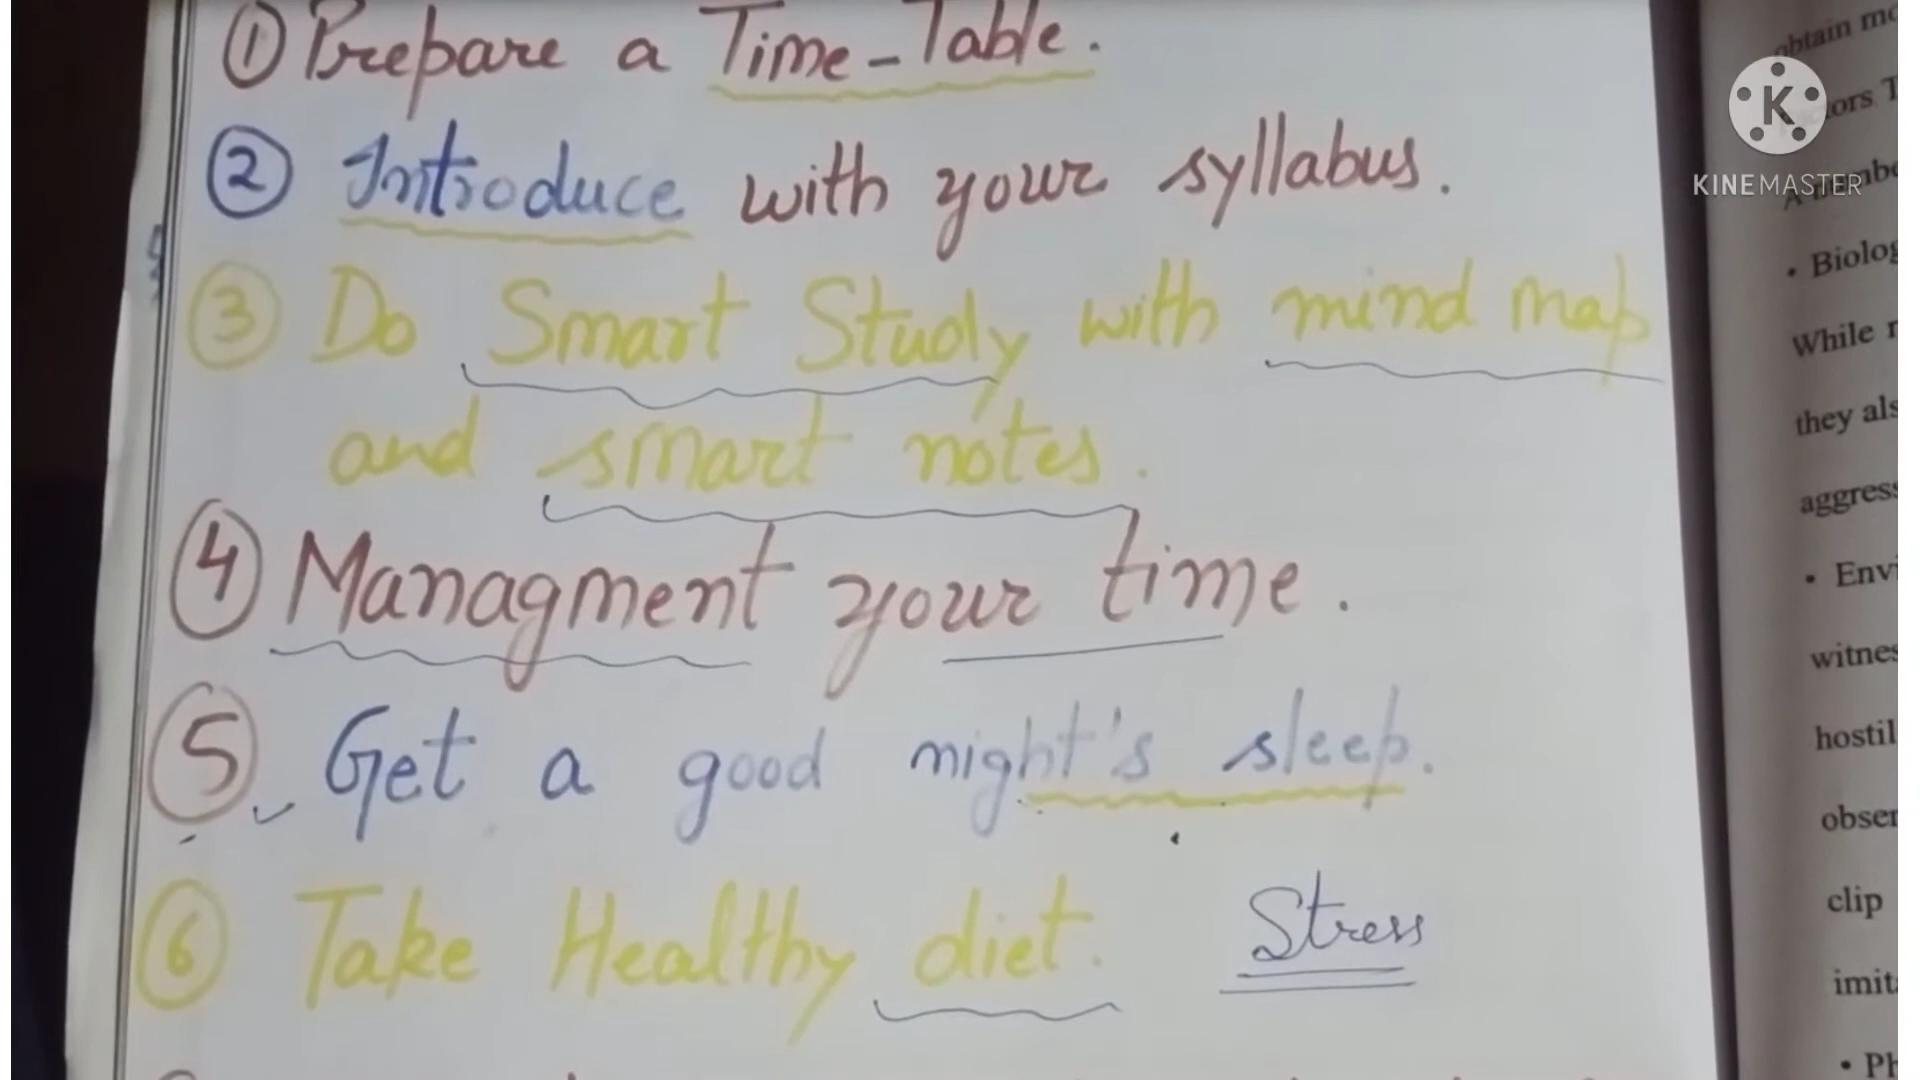 ① Prepare a Time-Table.
② Introduce with your syllabus.
③ Do Smart Study with mind map
and smart notes.
④ Managment your time.
⑤ Get a good night's sleep.
⑥ Take Healthy diet. Stress
KINEMASTER
obtain
• Biolog
While
they als
aggress
• Envi
witnes
hostil
obser
clip
imit
• Ph